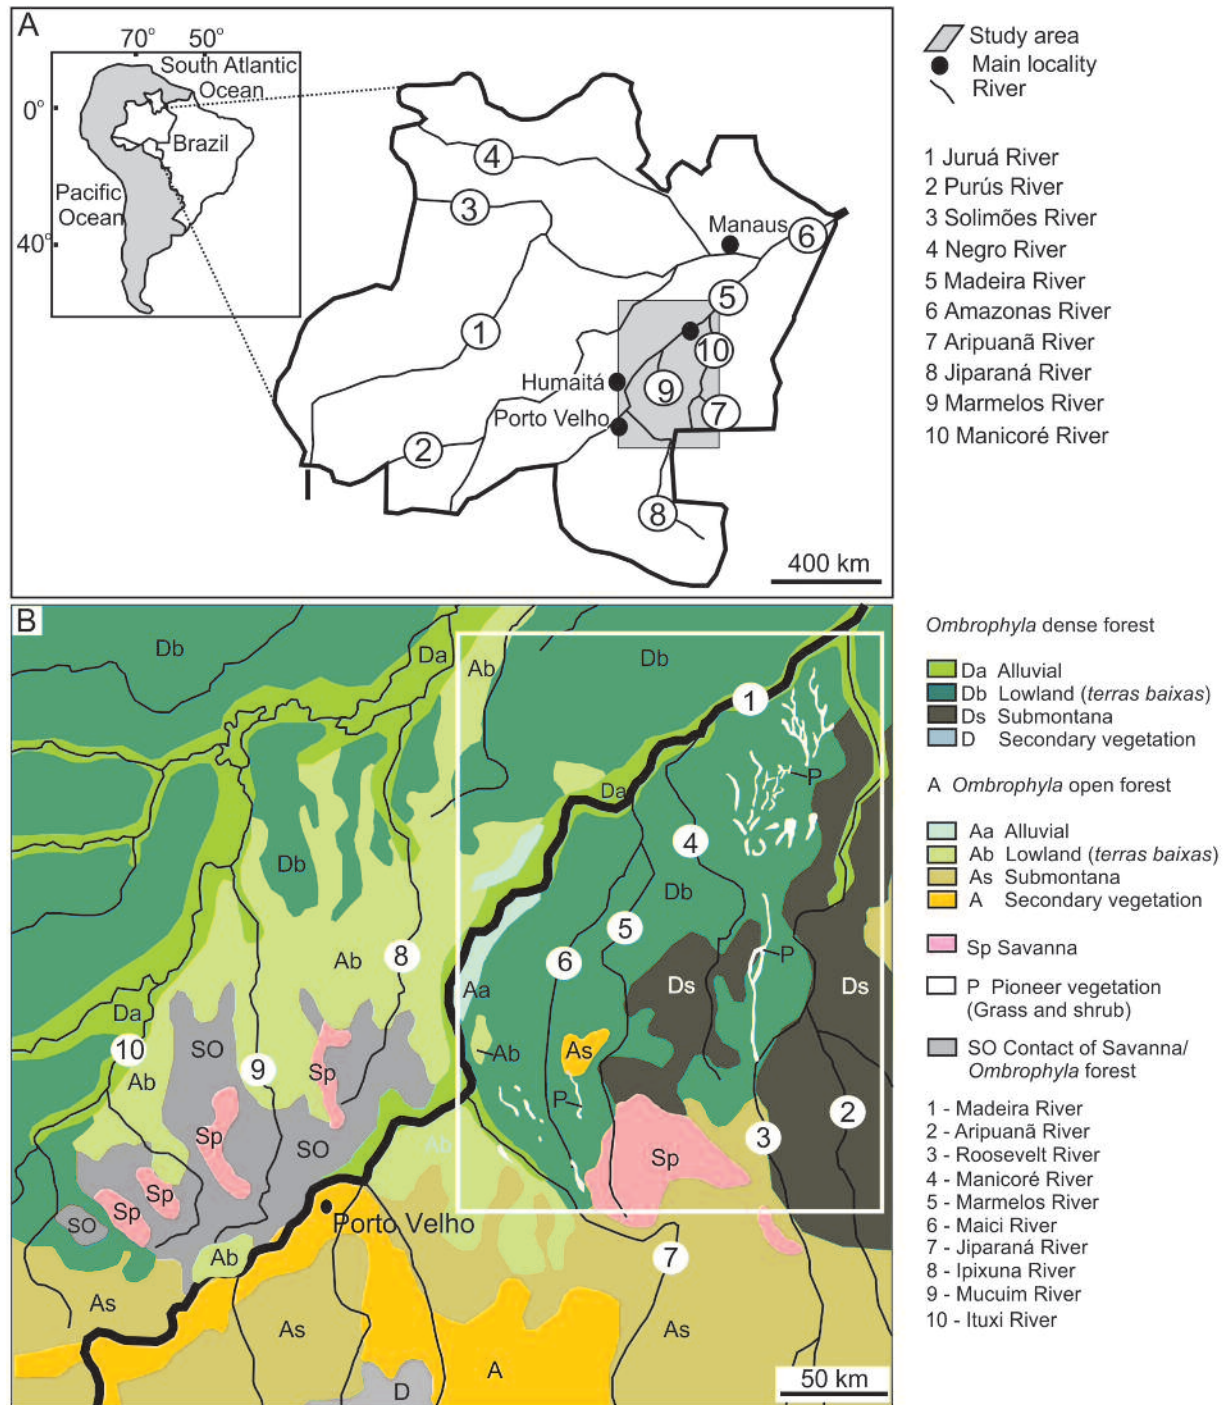 A
70° 50°
South Atlantic
Ocean
0°
Brazil
Pacific
Ocean
40°
4
3
Manaus
6
5
1
10
Humaitá
9
Porto Velho
7
2
8
400 km
Study area
Main locality
River
1 Juruá River
2 Purús River
3 Solimões River
4 Negro River
5 Madeira River
6 Amazonas River
7 Aripuanã River
8 Jiparaná River
9 Marmelos River
10 Manicoré River
B
Db
Da
Ab
Db
1
P
Da
4
Db
Db
5
8
Ab
6
P
Aa
Ds
Ds
Da
10
SO
9
Ab
Sp
Ab
As
P
2
Sp
SO
Ab
3
Sp
Sp
Sp
SO
Porto Velho
Ab
7
As
As
As
A
D
50 km
Ombrophyla dense forest
Da Alluvial
Db Lowland (terras baixas)
Ds Submontana
D Secondary vegetation
A Ombrophyla open forest
Aa Alluvial
Ab Lowland (terras baixas)
As Submontana
A Secondary vegetation
Sp Savanna
P Pioneer vegetation
(Grass and shrub)
SO Contact of Savanna/
Ombrophyla forest
1 - Madeira River
2 - Aripuanã River
3 - Roosevelt River
4 - Manicoré River
5 - Marmelos River
6 - Maici River
7 - Jiparaná River
8 - Ipixuna River
9 - Mucuim River
10 - Ituxi River